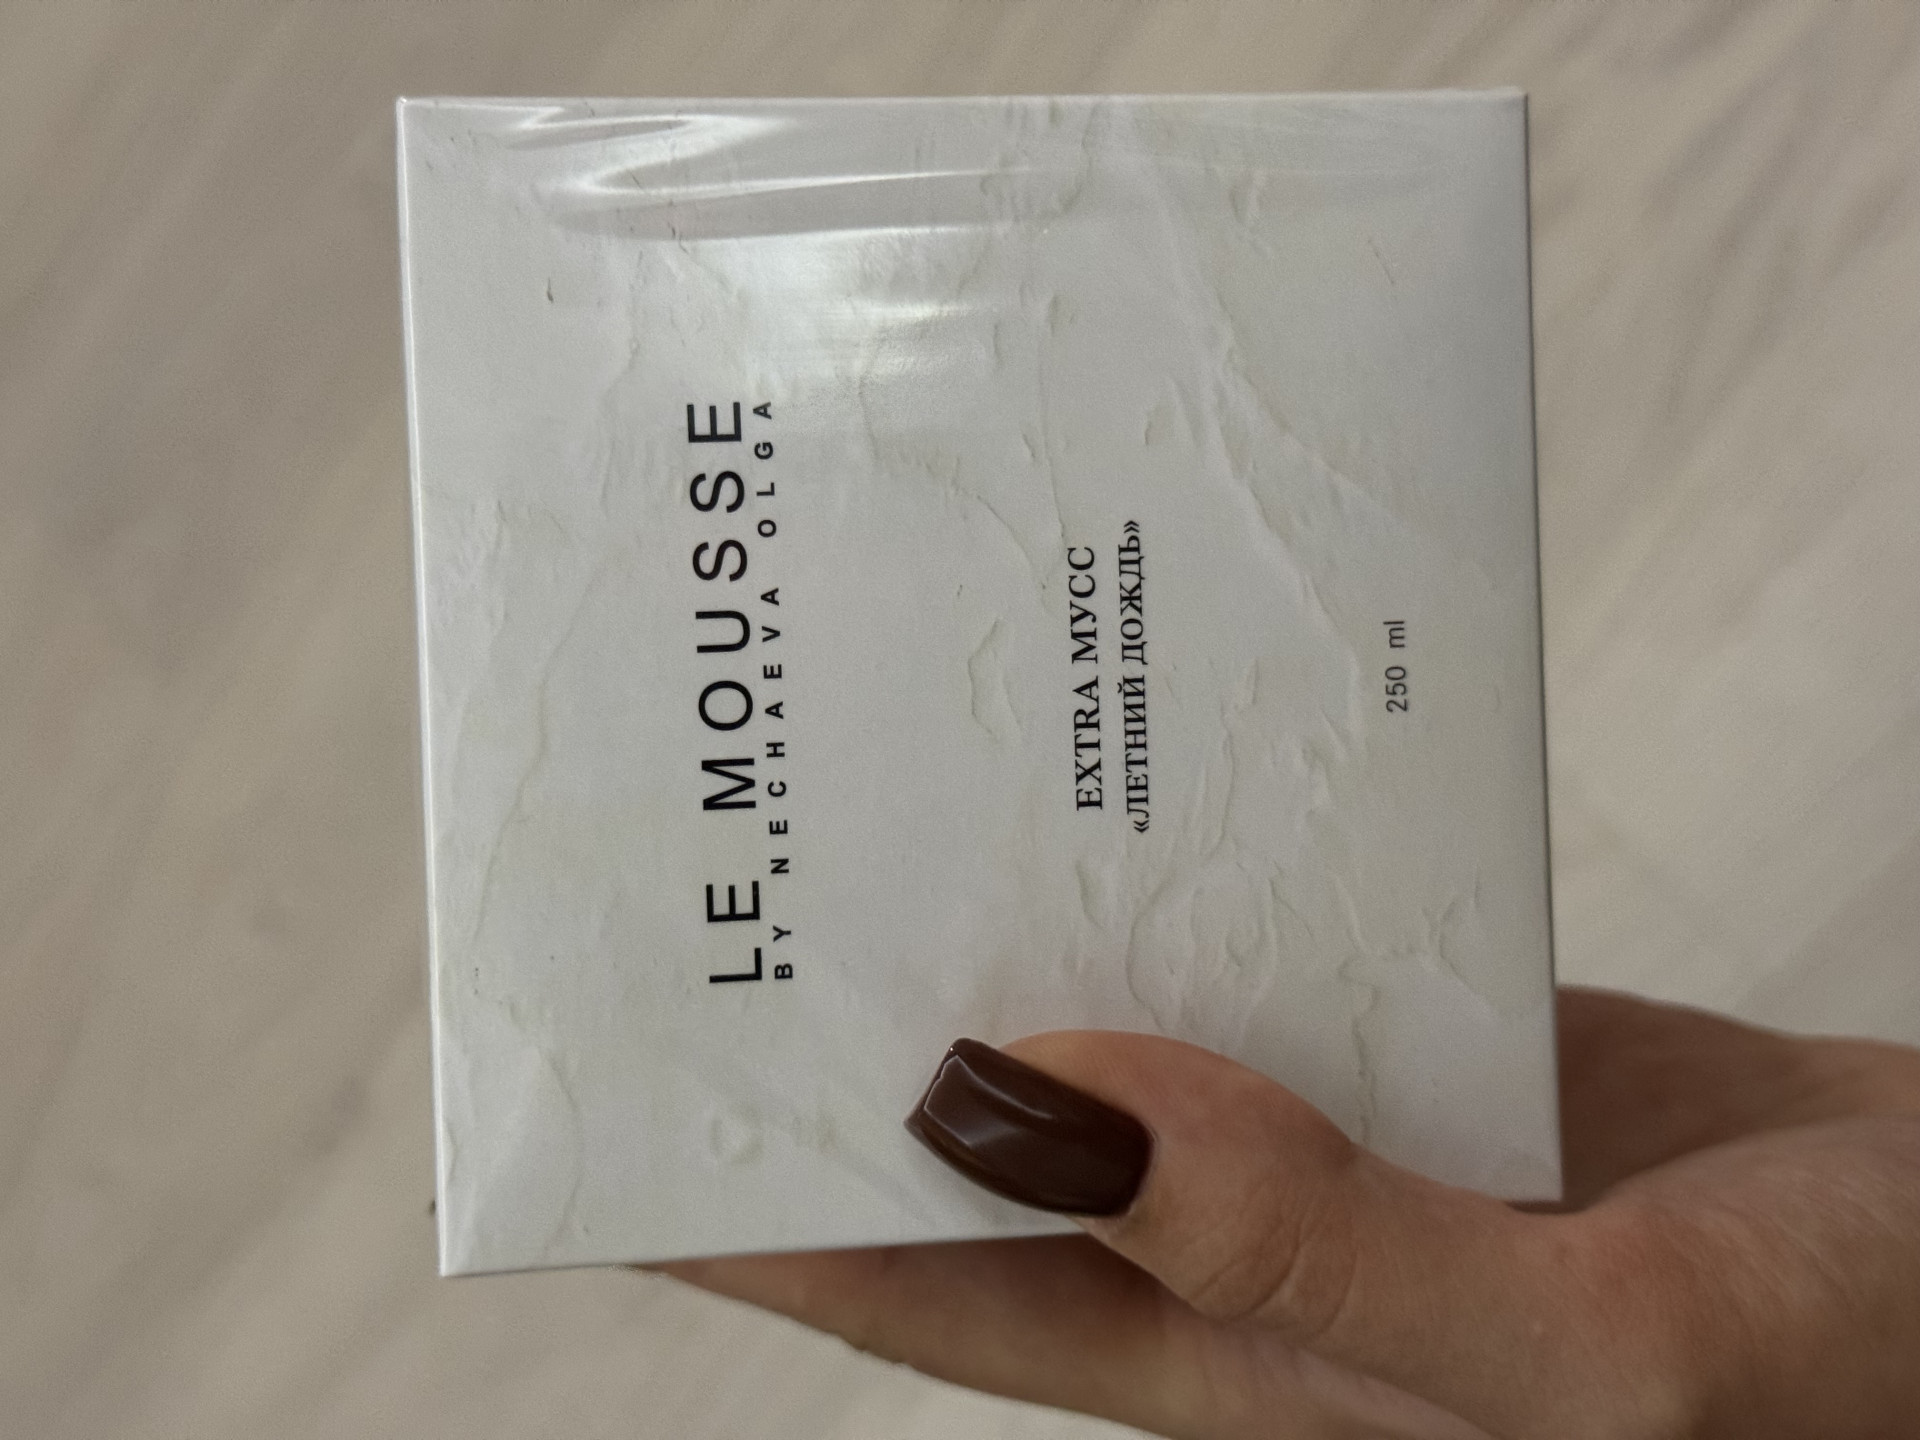 LE MOUSSE
BY NECHAEVA OLGA
EXTRA МУСС
«ЛЕТНИЙ ДОЖДЬ»
250 ml